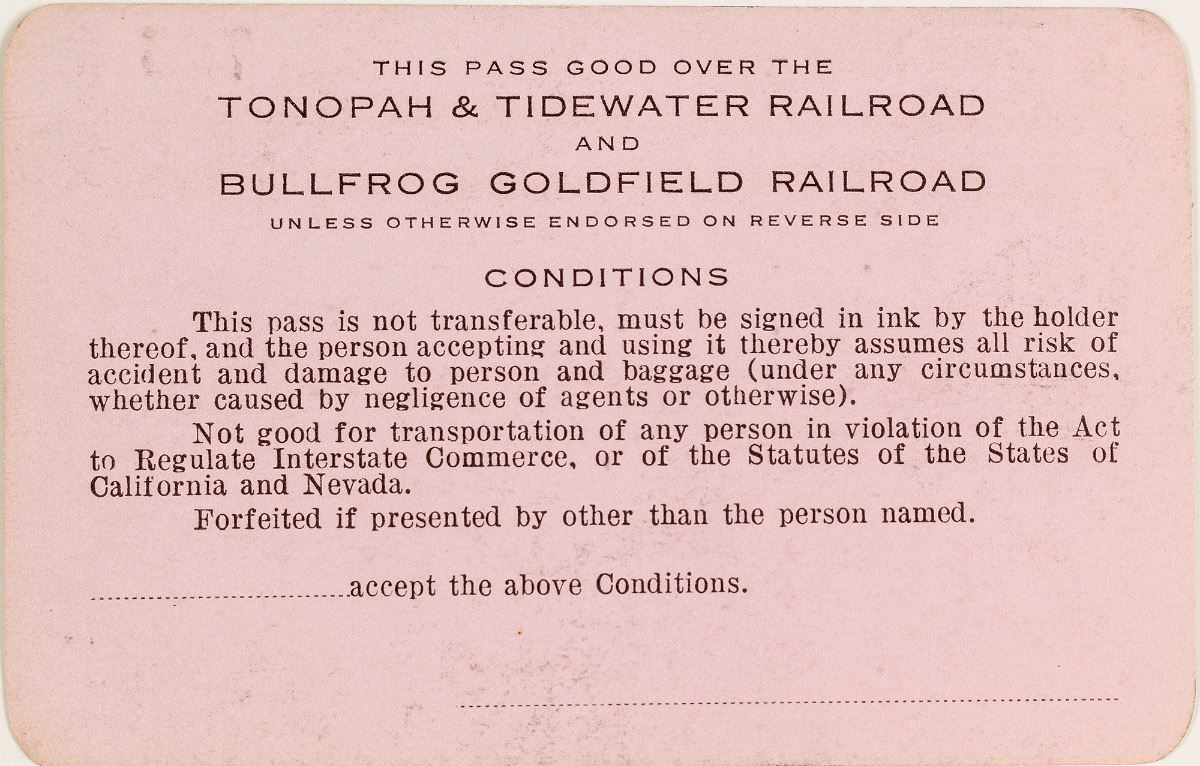 THIS PASS GOOD OVER THE
TONOPAH & TIDEWATER RAILROAD
AND
BULLFROG GOLDFIELD RAILROAD
UNLESS OTHERWISE ENDORSED ON REVERSE SIDE
CONDITIONS
This pass is not transferable, must be signed in ink by the holder
thereof, and the person accepting and using it thereby assumes all risk of
accident and damage to person and baggage (under any circumstances,
whether caused by negligence of agents or otherwise).
Not good for transportation of any person in violation of the Act
to Regulate Interstate Commerce, or of the Statutes of the States of
California and Nevada.
Forfeited if presented by other than the person named.
accept the above Conditions.